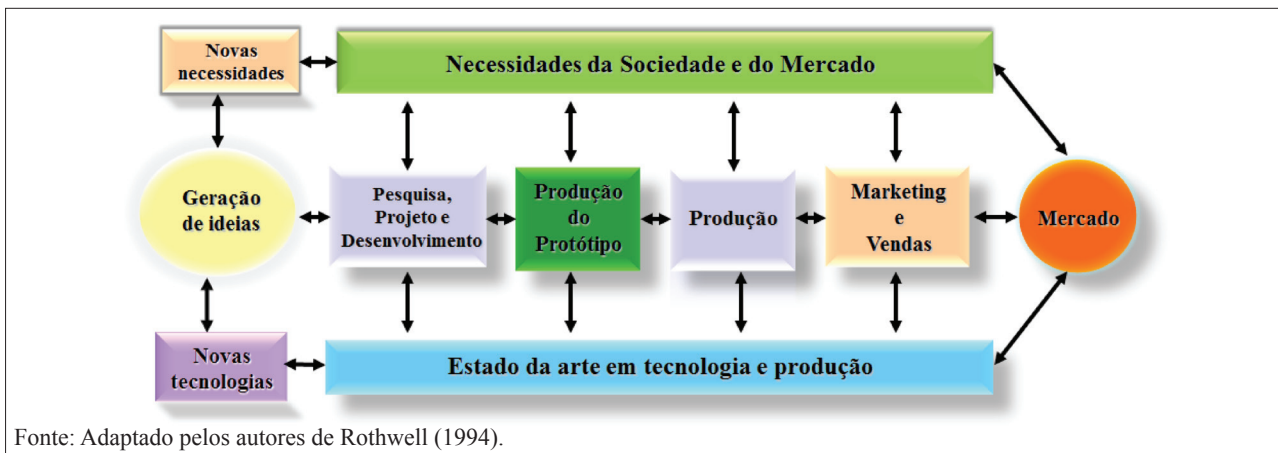 Novas
necessidades
Necessidades da Sociedade e do Mercado
Geração
de ideias
Pesquisa,
Projeto e
Desenvolvimento
Produção
do
Protótipo
Produção
Marketing
e
Vendas
Mercado
Novas
tecnologias
Estado da arte em tecnologia e produção
Fonte: Adaptado pelos autores de Rothwell (1994).